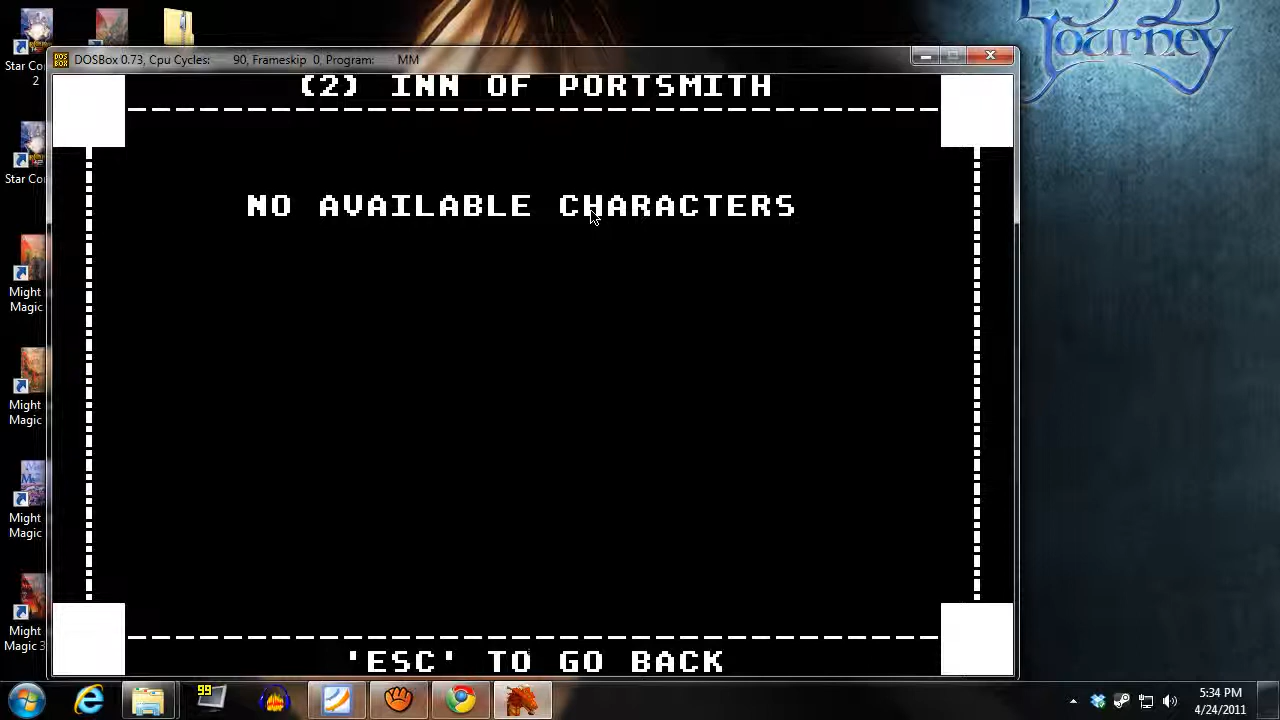 Journey
Star Co
2
DOSBox 0.73, Cpu Cycles: 90, Frameskip 0, Program: MM
(2) INN OF PORTSMITH
NO AVAILABLE CHARACTERS
'ESC' TO GO BACK
Star Co
Might
Magic
Might
Magic
Might
Magic
Might
Magic 3
99
5:34 PM
4/24/2011